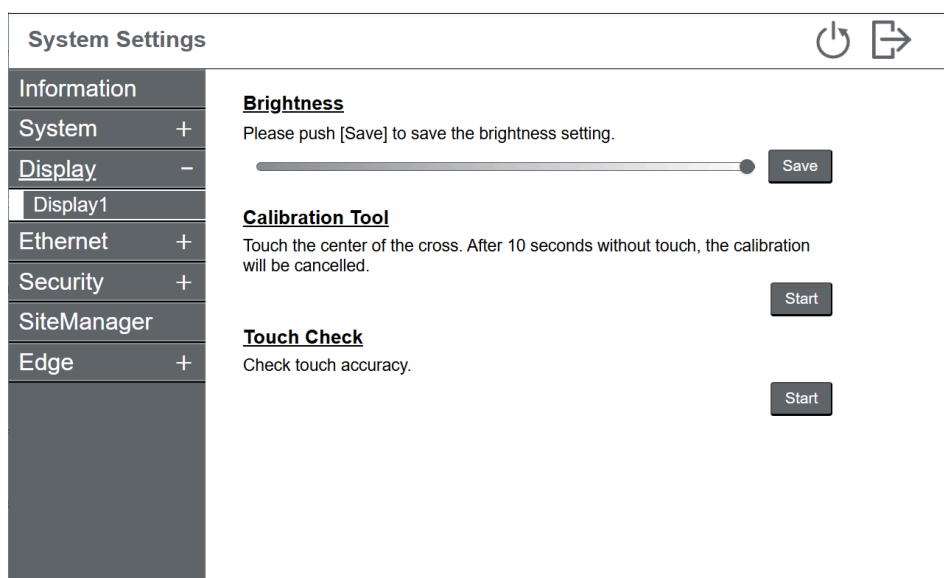 System Settings
Information
System +
Display −
Display1
Ethernet +
Security +
SiteManager
Edge +
Brightness
Please push [Save] to save the brightness setting.
Save
Calibration Tool
Touch the center of the cross. After 10 seconds without touch, the calibration
will be cancelled.
Start
Touch Check
Check touch accuracy.
Start